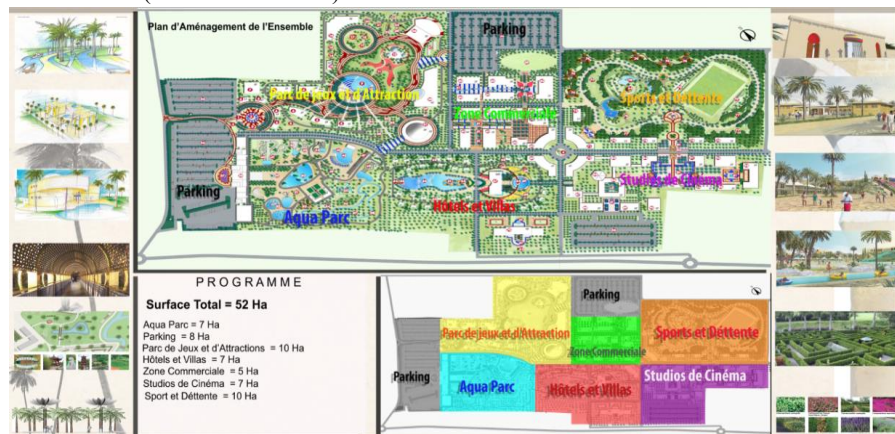 Plan d'Aménagement de l'Ensemble
Parking
Parc de jeux et d'Attraction
Zone Commerciale
Sports et Déttente
Parking
Aqua Parc
Hôtels et Villas
Studios de Cinéma
PROGRAMME
Surface Total = 52 Ha
Aqua Parc = 7 Ha
Parking = 8 Ha
Parc de Jeux et d'Attractions = 10 Ha
Hôtels et Villas = 7 Ha
Zone Commerciale = 5 Ha
Studios de Cinéma = 7 Ha
Sport et Déttente = 10 Ha
Parking
Parc de jeux et d'Attraction
Zone Commerciale
Sports et Déttente
Parking
Aqua Parc
Hôtels et Villas
Studios de Cinéma